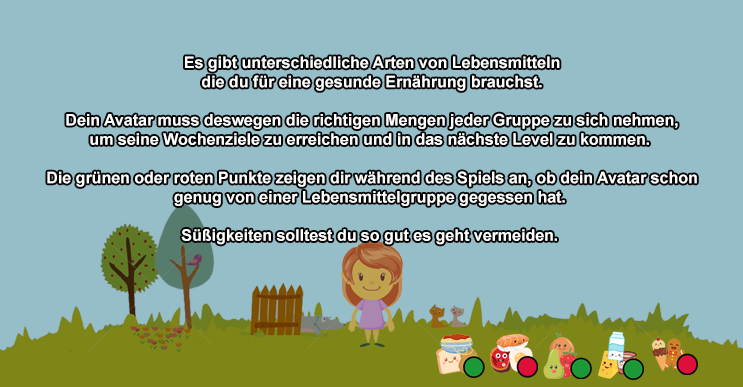 Es gibt unterschiedliche Arten von Lebensmitteln
die du für eine gesunde Ernährung brauchst.
Dein Avatar muss deswegen die richtigen Mengen jeder Gruppe zu sich nehmen,
um seine Wochenziele zu erreichen und in das nächste Level zu kommen.
Die grünen oder roten Punkte zeigen dir während des Spiels an, ob dein Avatar schon
genug von einer Lebensmittelgruppe gegessen hat.
Süßigkeiten solltest du so gut es geht vermeiden.